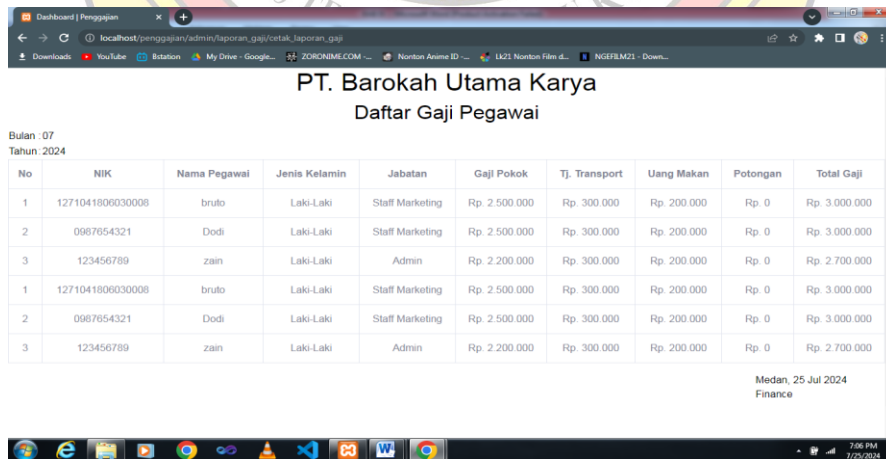 Dashboard | Penggajian
localhost/penggajian/admin/laporan_gaji/cetak_laporan_gaji
Downloads YouTube Bstation My Drive - Google... ZORONIME.COM -... Nonton Anime ID -... Lk21 Nonton Film d... NGEFILM21 - Down...
PT. Barokah Utama Karya
Daftar Gaji Pegawai
Bulan : 07
Tahun : 2024
No NIK Nama Pegawai Jenis Kelamin Jabatan Gaji Pokok Tj. Transport Uang Makan Potongan Total Gaji
1 1271041806030008 bruto Laki-Laki Staff Marketing Rp. 2.500.000 Rp. 300.000 Rp. 200.000 Rp. 0 Rp. 3.000.000
2 0987654321 Dodi Laki-Laki Staff Marketing Rp. 2.500.000 Rp. 300.000 Rp. 200.000 Rp. 0 Rp. 3.000.000
3 123456789 zain Laki-Laki Admin Rp. 2.200.000 Rp. 300.000 Rp. 200.000 Rp. 0 Rp. 2.700.000
1 1271041806030008 bruto Laki-Laki Staff Marketing Rp. 2.500.000 Rp. 300.000 Rp. 200.000 Rp. 0 Rp. 3.000.000
2 0987654321 Dodi Laki-Laki Staff Marketing Rp. 2.500.000 Rp. 300.000 Rp. 200.000 Rp. 0 Rp. 3.000.000
3 123456789 zain Laki-Laki Admin Rp. 2.200.000 Rp. 300.000 Rp. 200.000 Rp. 0 Rp. 2.700.000
Medan, 25 Jul 2024
Finance
7:06 PM
7/25/2024